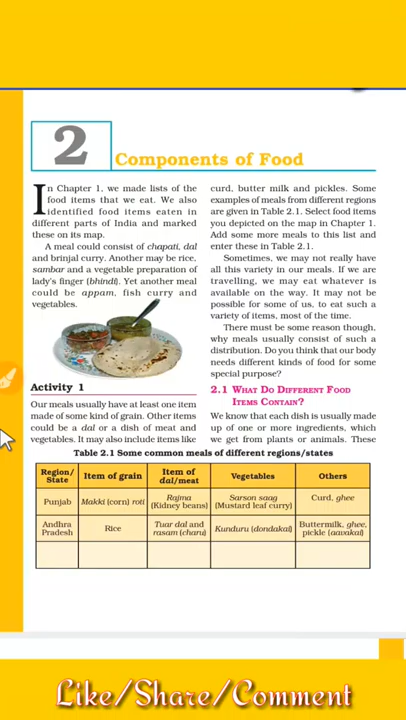 2
Components of Food
In Chapter 1, we made lists of the
food items that we eat. We also
identified food items eaten in
different parts of India and marked
these on its map.
A meal could consist of chapati, dal
and brinjal curry. Another may be rice,
sambar and a vegetable preparation of
lady's finger (bhindi). Yet another meal
could be appam, fish curry and
vegetables.
Activity 1
Our meals usually have at least one item
made of some kind of grain. Other items
could be a dal or a dish of meat and
vegetables. It may also include items like
curd, butter milk and pickles. Some
examples of meals from different regions
are given in Table 2.1. Select food items
you depicted on the map in Chapter 1.
Add some more meals to this list and
enter these in Table 2.1.
Sometimes, we may not really have
all this variety in our meals. If we are
travelling, we may eat whatever is
available on the way. It may not be
possible for some of us, to eat such a
variety of items, most of the time.
There must be some reason though,
why meals usually consist of such a
distribution. Do you think that our body
needs different kinds of food for some
special purpose?
2.1 What Do Different Food
Items Contain?
We know that each dish is usually made
up of one or more ingredients, which
we get from plants or animals. These
Table 2.1 Some common meals of different regions/states
Region/ State Item of grain Item of dal/meat Vegetables Others
Punjab Makki (corn) roti Rajma (Kidney beans) Sarson saag (Mustard leaf curry) Curd, ghee
Andhra Pradesh Rice Tuar dal and rasam (charu) Kunduru (dondakai) Buttermilk, ghee, pickle (aavakai)
Like/Share/Comment